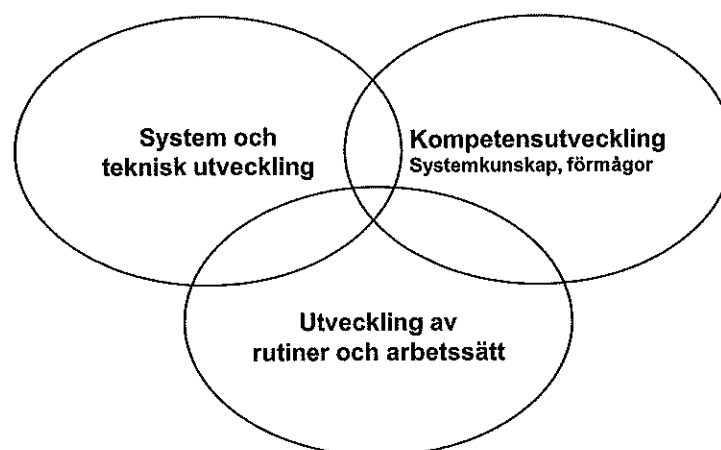 System och
teknisk utveckling
Kompetensutveckling
Systemkunskap, förmågor
Utveckling av
rutiner och arbetssätt